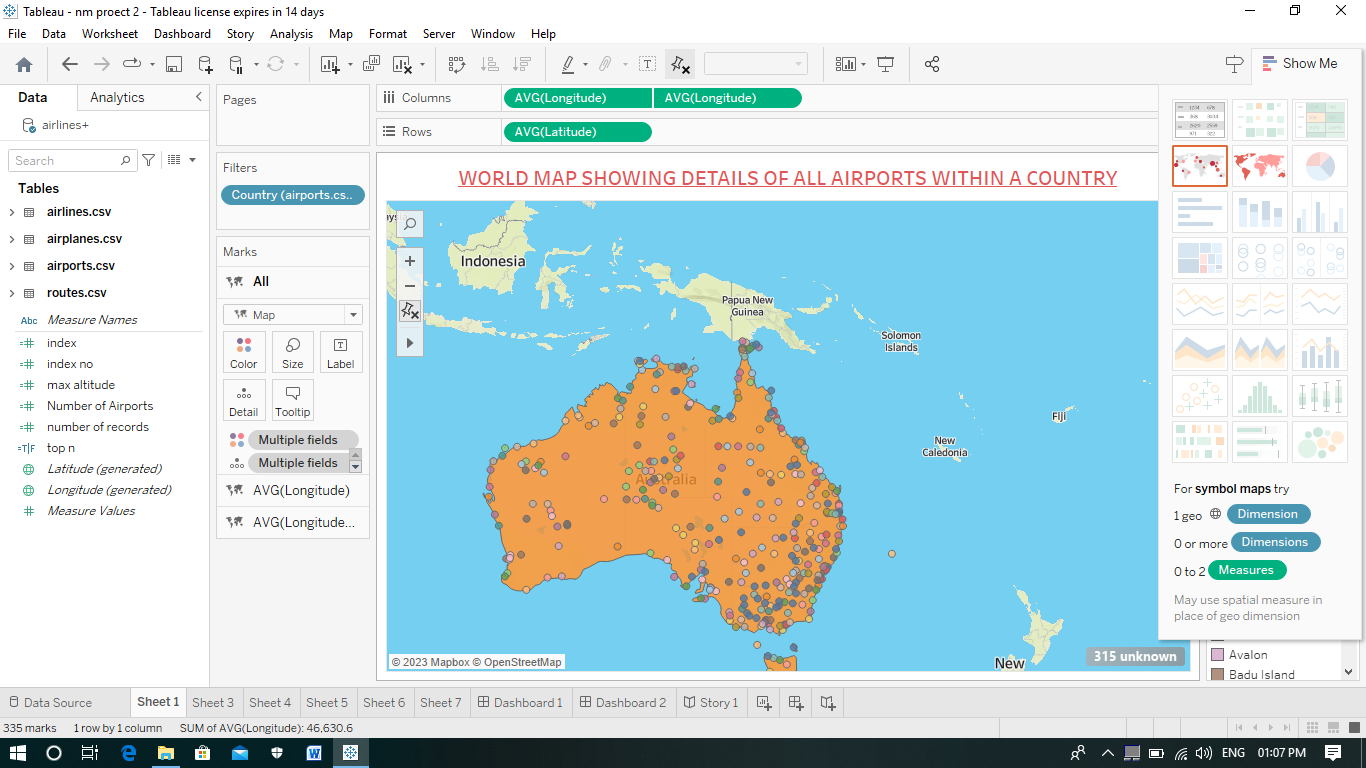 Tableau - nm proect 2 - Tableau license expires in 14 days
File Data Worksheet Dashboard Story Analysis Map Format Server Window Help
Show Me
Data Analytics
airlines+
Search
Tables
airlines.csv
airplanes.csv
airports.csv
routes.csv
Abc Measure Names
index
index no
max altitude
Number of Airports
number of records
T|F top n
Latitude (generated)
Longitude (generated)
Measure Values
Pages
Filters
Country (airports.cs..
Marks
All
Map
Color Size Label
Detail Tooltip
Multiple fields
Multiple fields
AVG(Longitude)
AVG(Longitude...
Columns AVG(Longitude) AVG(Longitude)
Rows AVG(Latitude)
WORLD MAP SHOWING DETAILS OF ALL AIRPORTS WITHIN A COUNTRY
Indonesia
Papua New
Guinea
Solomon
Islands
Fiji
New
Caledonia
Australia
New
© 2023 Mapbox © OpenStreetMap
315 unknown
For symbol maps try
1 geo Dimension
0 or more Dimensions
0 to 2 Measures
May use spatial measure in
place of geo dimension
Avalon
Badu Island
Data Source Sheet 1 Sheet 3 Sheet 4 Sheet 5 Sheet 6 Sheet 7 Dashboard 1 Dashboard 2 Story 1
335 marks 1 row by 1 column SUM of AVG(Longitude): 46,630.6
ENG 01:07 PM